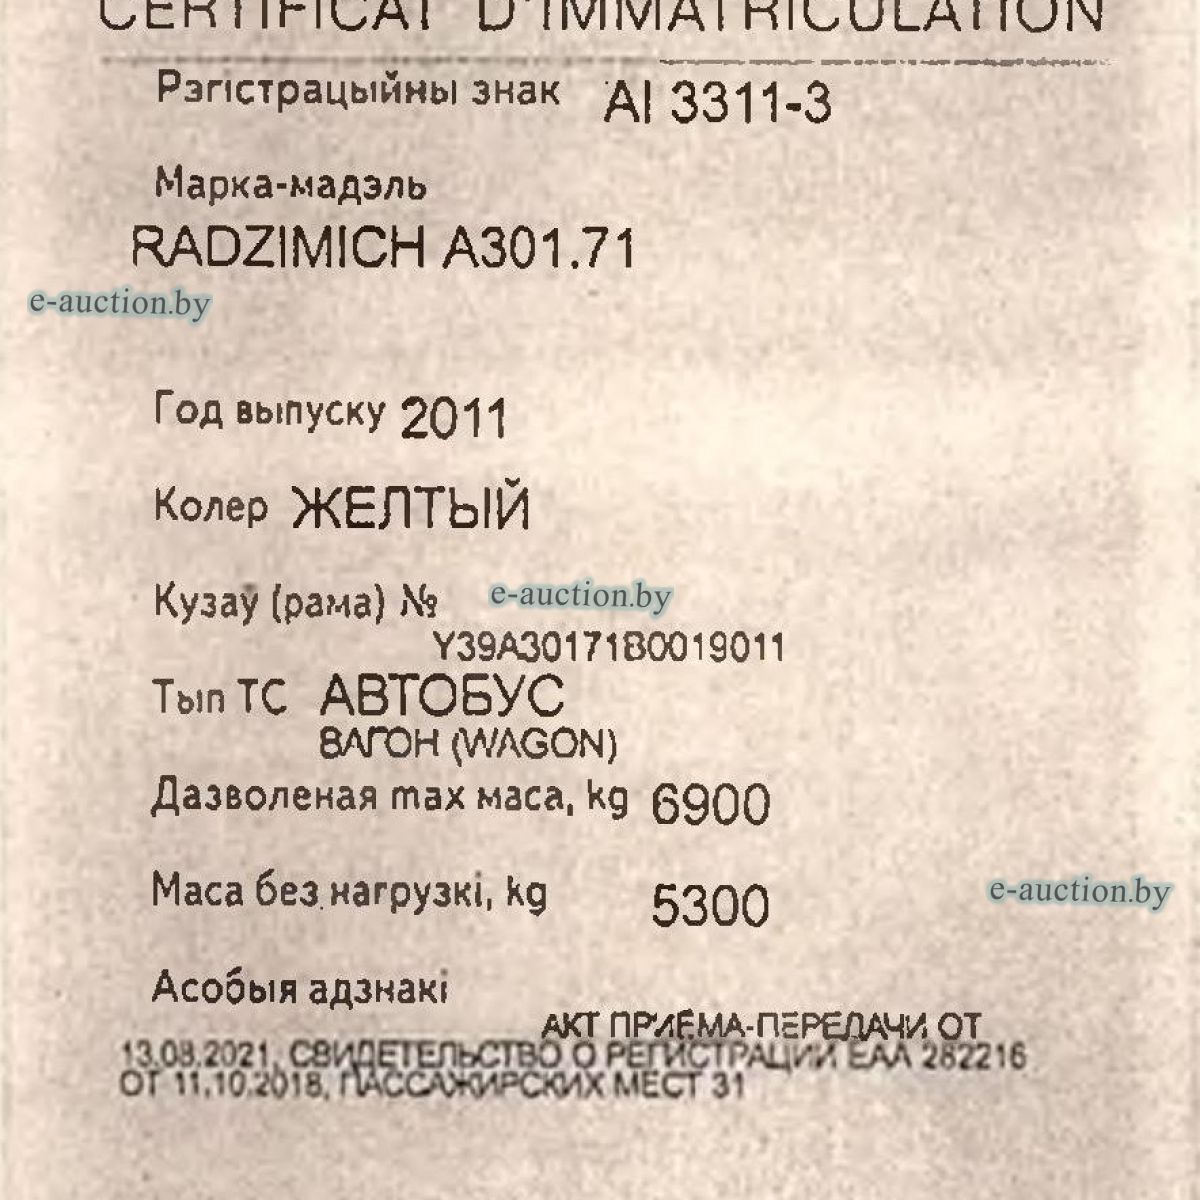 CERTIFICAT D'IMMATRICULATION
Рэгістрацыйны знак AI 3311-3
Марка-мадэль
RADZIMICH A301.71
e-auction.by
Год выпуску 2011
Колер ЖЕЛТЫЙ
Кузаў (рама) №
e-auction.by
Y39A30171B0019011
Тып ТС АВТОБУС
ВАГОН (WAGON)
Дазволеная max маса, kg 6900
Маса без нагрузкі, kg 5300
e-auction.by
Асобыя адзнакі
АКТ ПРИЁМА-ПЕРЕДАЧИ ОТ
13.08.2021, СВИДЕТЕЛЬСТВО О РЕГИСТРАЦИИ ЕАА 282216
ОТ 11.10.2018, ПАССАЖИРСКИХ МЕСТ 31